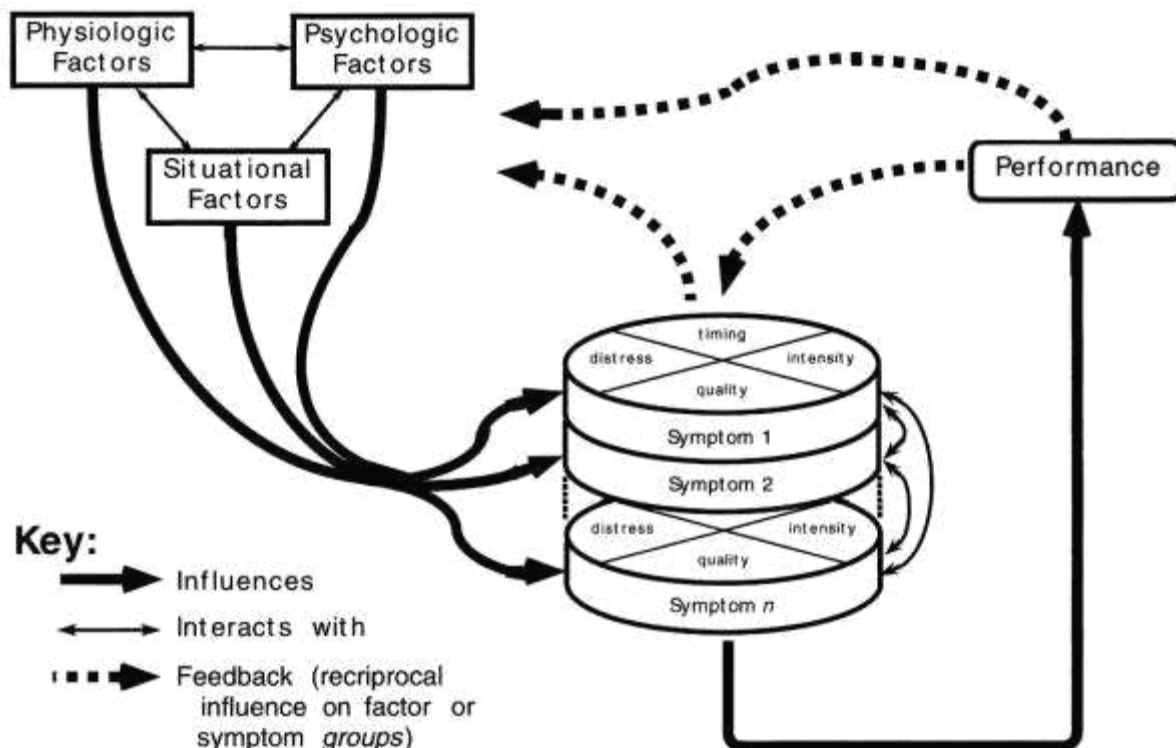 Physiologic
Factors
Psychologic
Factors
Situational
Factors
Performance
timing
distress
intensity
quality
Symptom 1
Symptom 2
distress
intensity
quality
Symptom n
Key:
Influences
Interacts with
Feedback (recriprocal
influence on factor or
symptom groups)